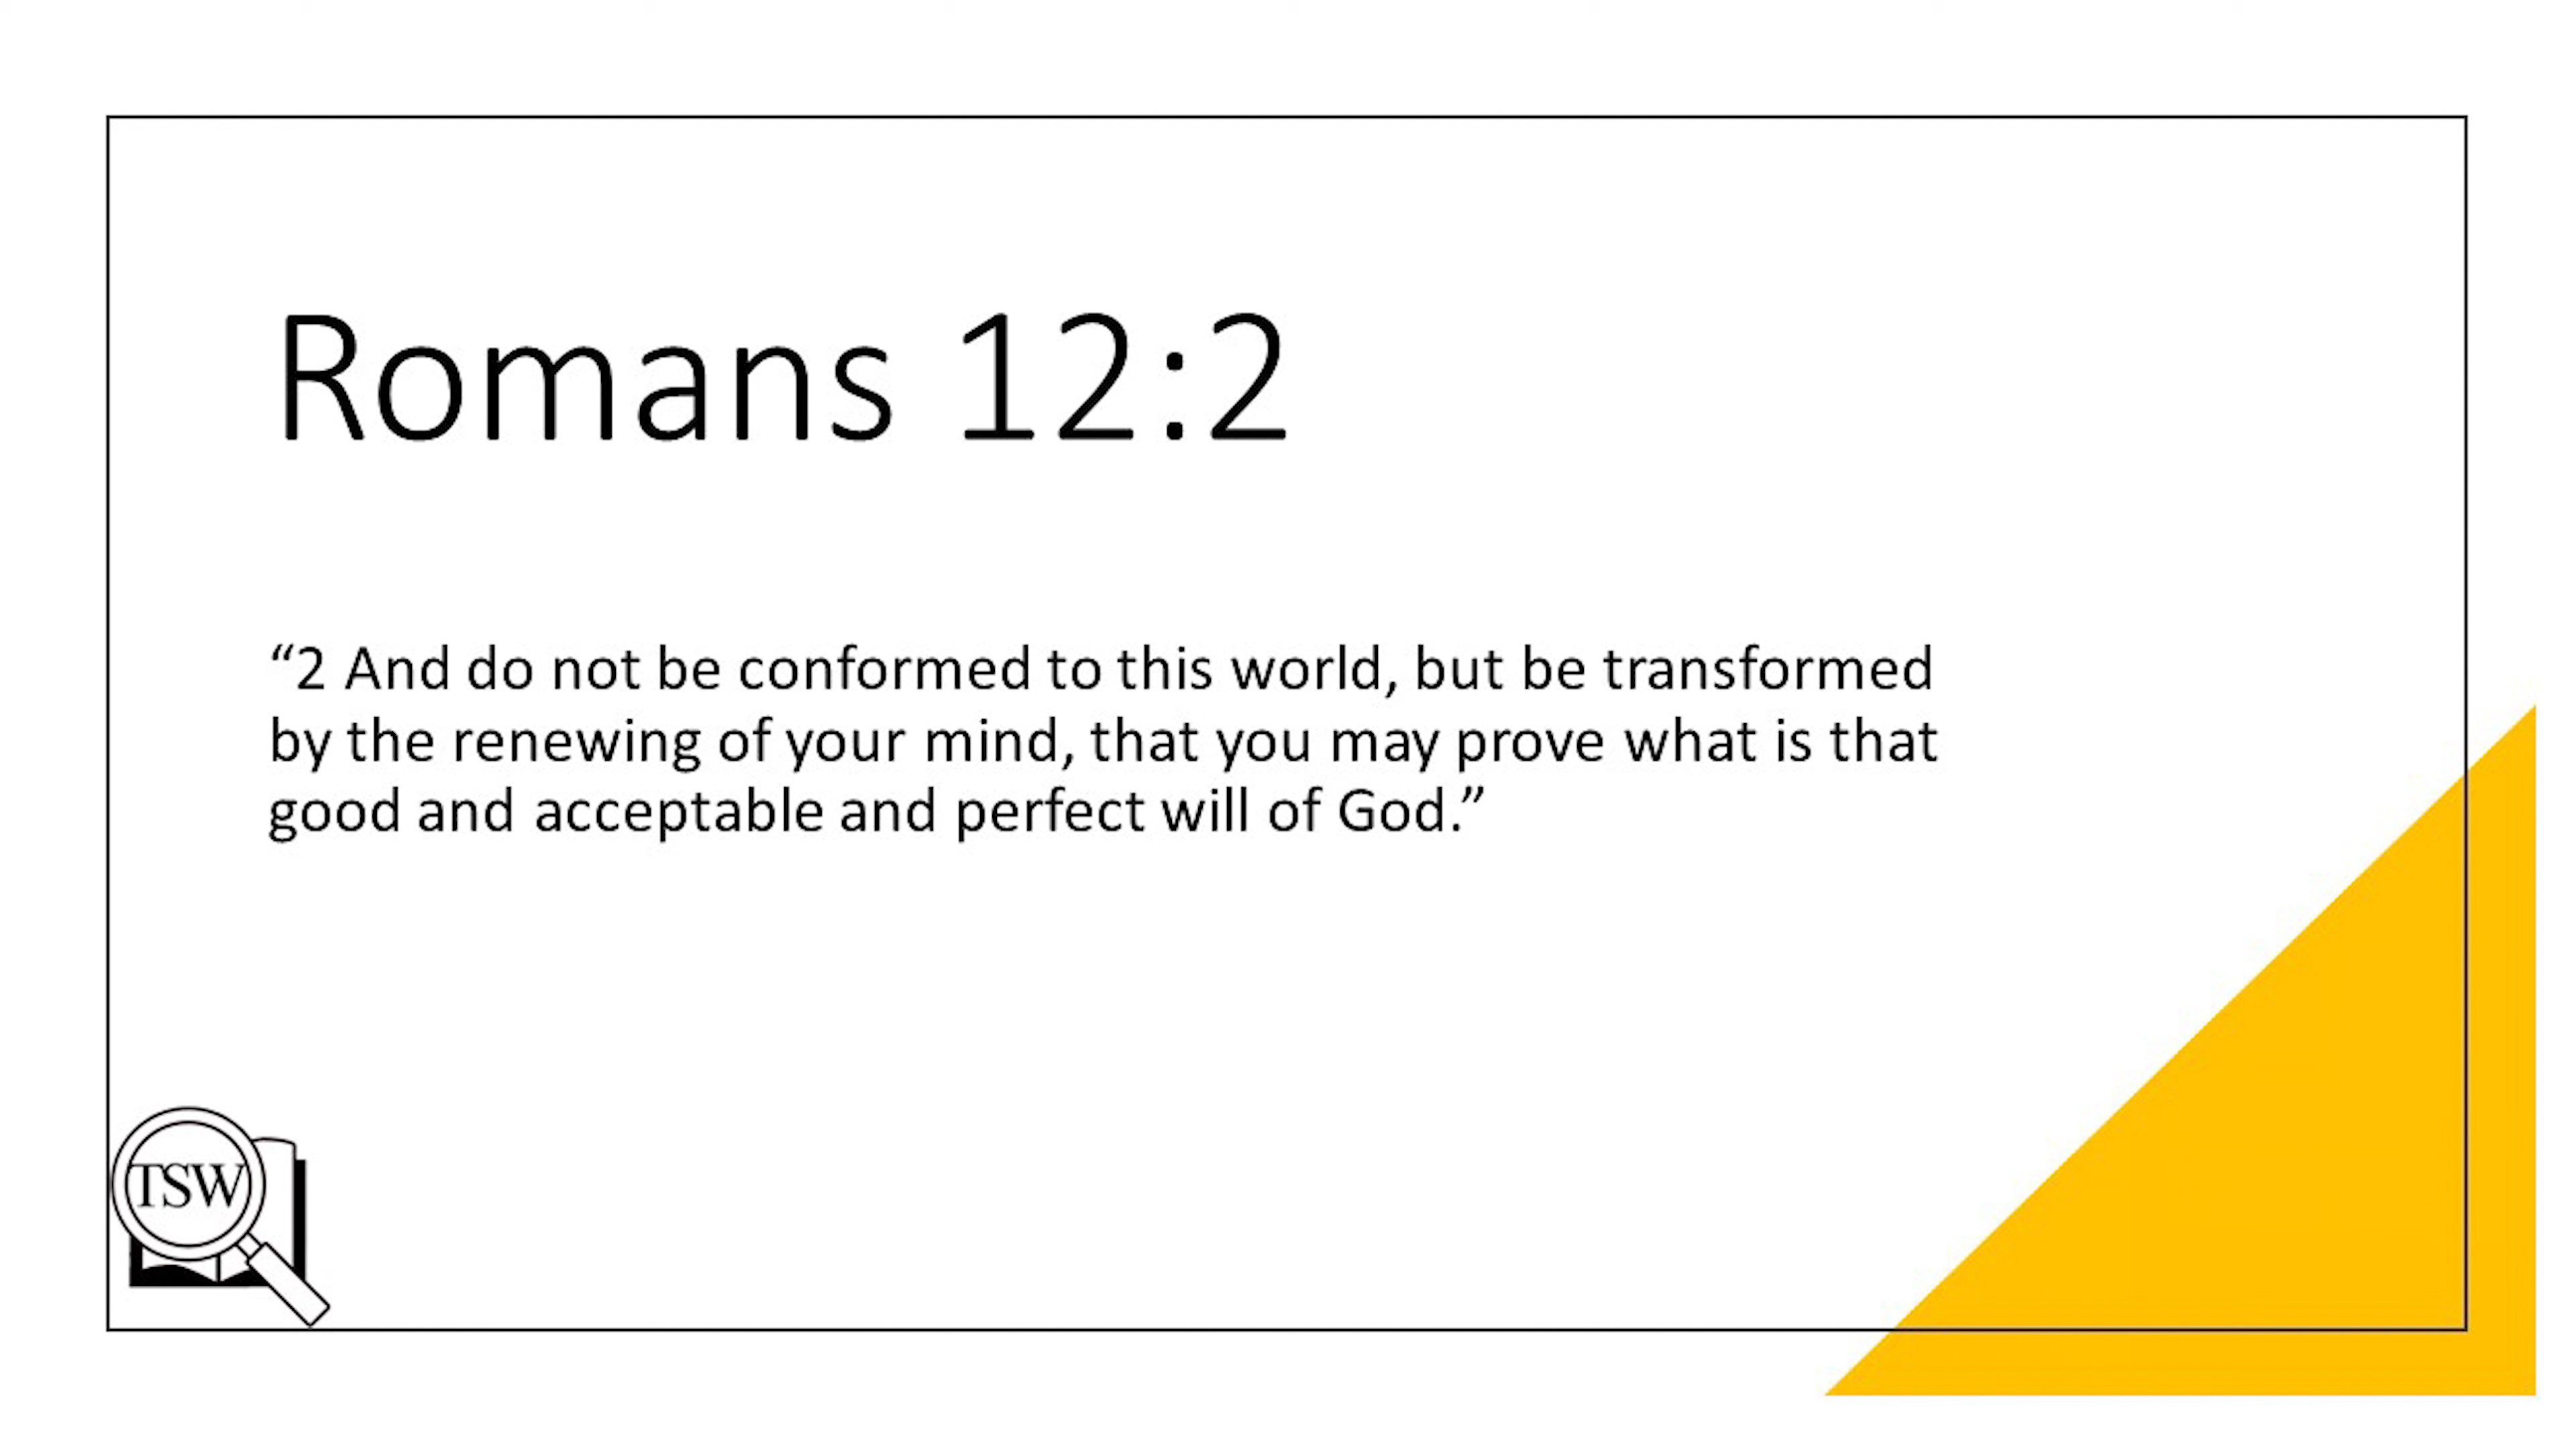 Romans 12:2
“2 And do not be conformed to this world, but be transformed
by the renewing of your mind, that you may prove what is that
good and acceptable and perfect will of God.”
TSW